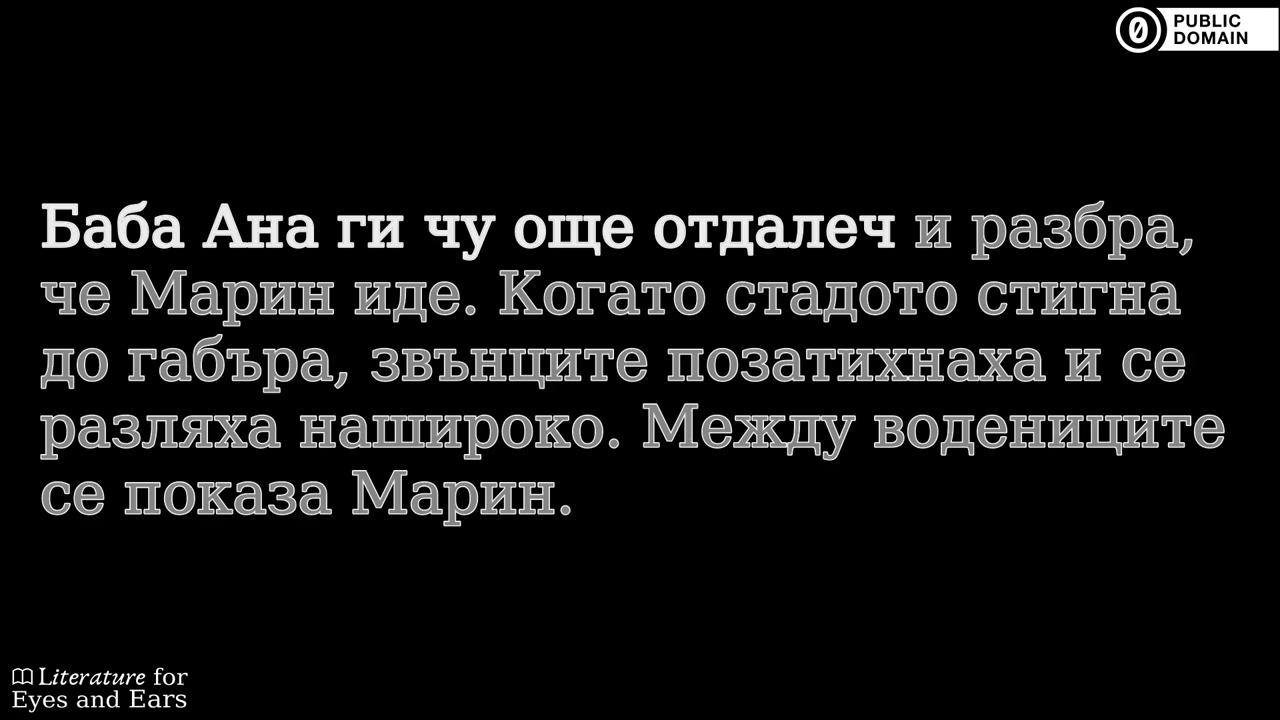 PUBLIC
DOMAIN
Баба Ана ги чу още отдалеч и разбра,
че Марин иде. Когато стадото стигна
до габъра, звънците позатихнаха и се
разляха нашироко. Между водениците
се показа Марин.
Literature for
Eyes and Ears